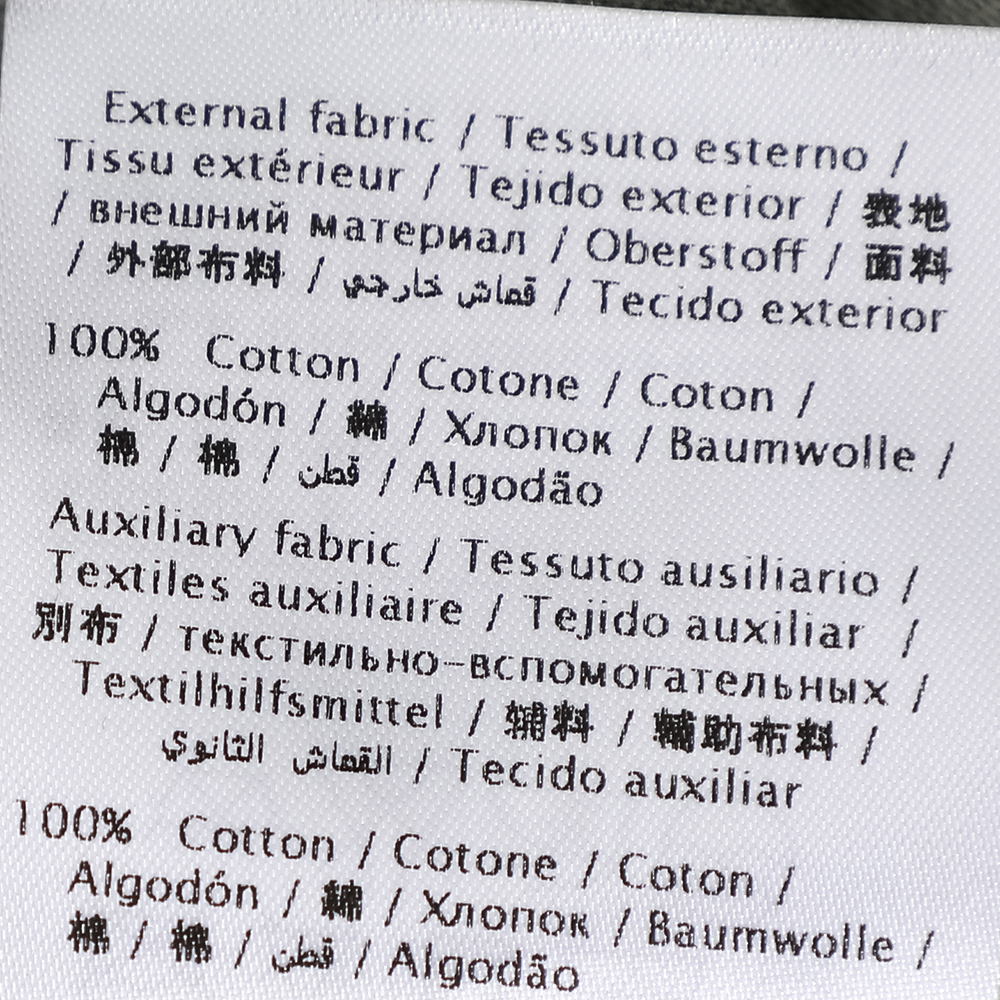 External fabric / Tessuto esterno /
Tissu extérieur / Tejido exterior / 表地
/ внешний материал / Oberstoff / 面料
/ 外部布料 / قماش خارجي / Tecido exterior
100% Cotton / Cotone / Coton /
Algodón / 綿 / Хлопок / Baumwolle /
棉 / 棉 / قطن / Algodão
Auxiliary fabric / Tessuto ausiliario /
Textiles auxiliaire / Tejido auxiliar /
別布 / текстильно-вспомогательных /
Textilhilfsmittel / 辅料 / 輔助布料 /
القماش الثانوي / Tecido auxiliar
100% Cotton / Cotone / Coton /
Algodón / 綿 / Хлопок / Baumwolle /
棉 / 棉 / قطن / Algodão